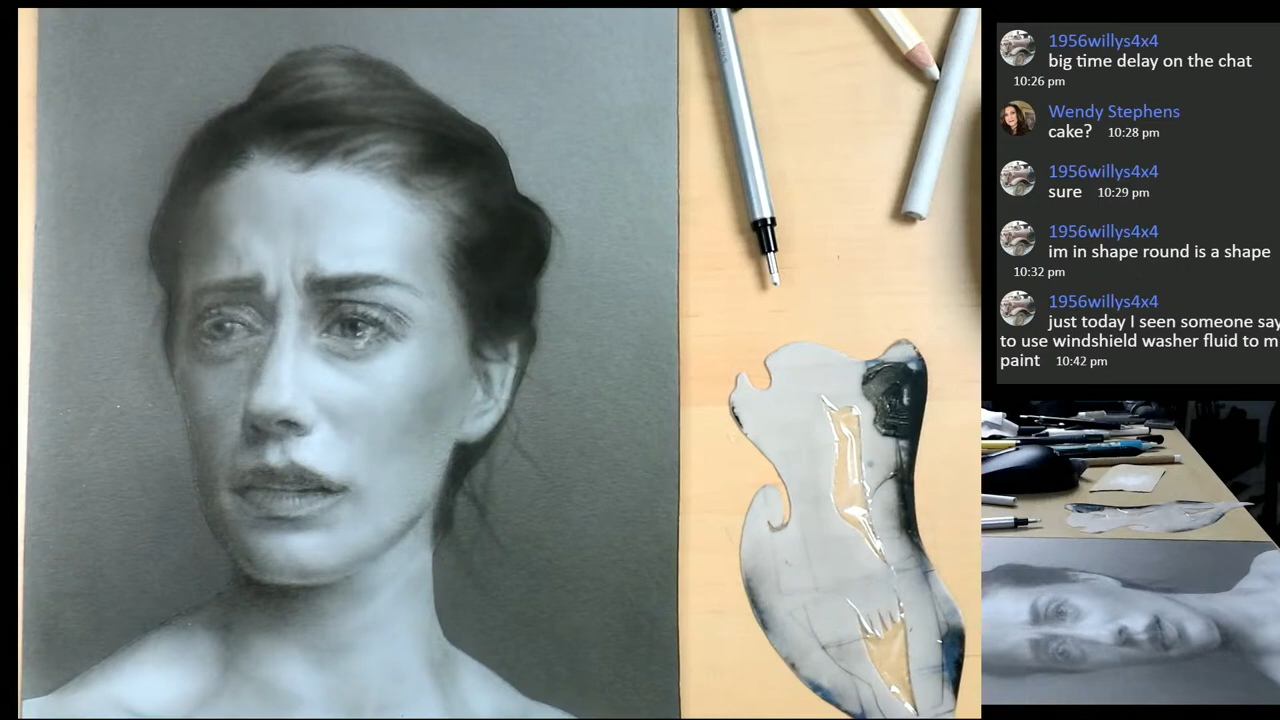 1956willys4x4
big time delay on the chat
10:26 pm
Wendy Stephens
cake? 10:28 pm
1956willys4x4
sure 10:29 pm
1956willys4x4
im in shape round is a shape
10:32 pm
1956willys4x4
just today I seen someone say
to use windshield washer fluid to m
paint 10:42 pm